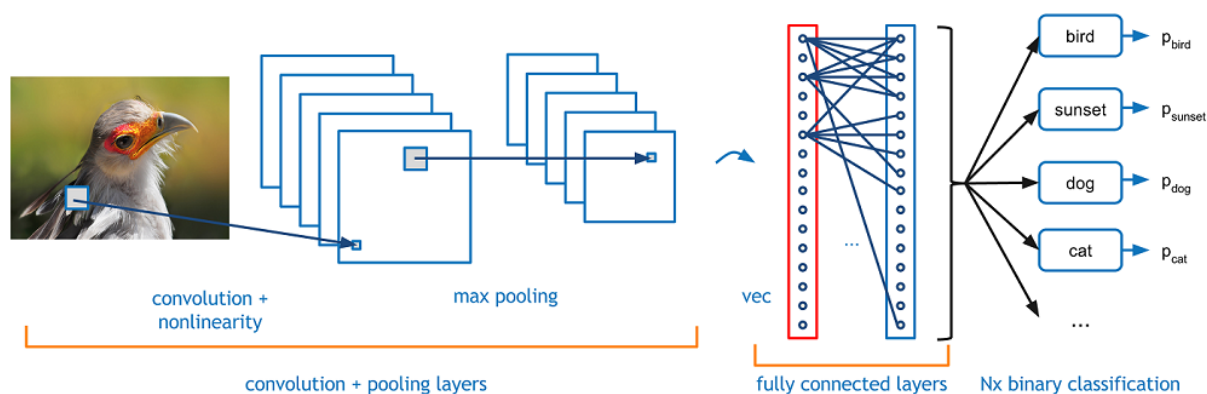 bird
p_bird
sunset
p_sunset
dog
p_dog
cat
p_cat
...
...
convolution +
nonlinearity
max pooling
vec
convolution + pooling layers
fully connected layers
Nx binary classification